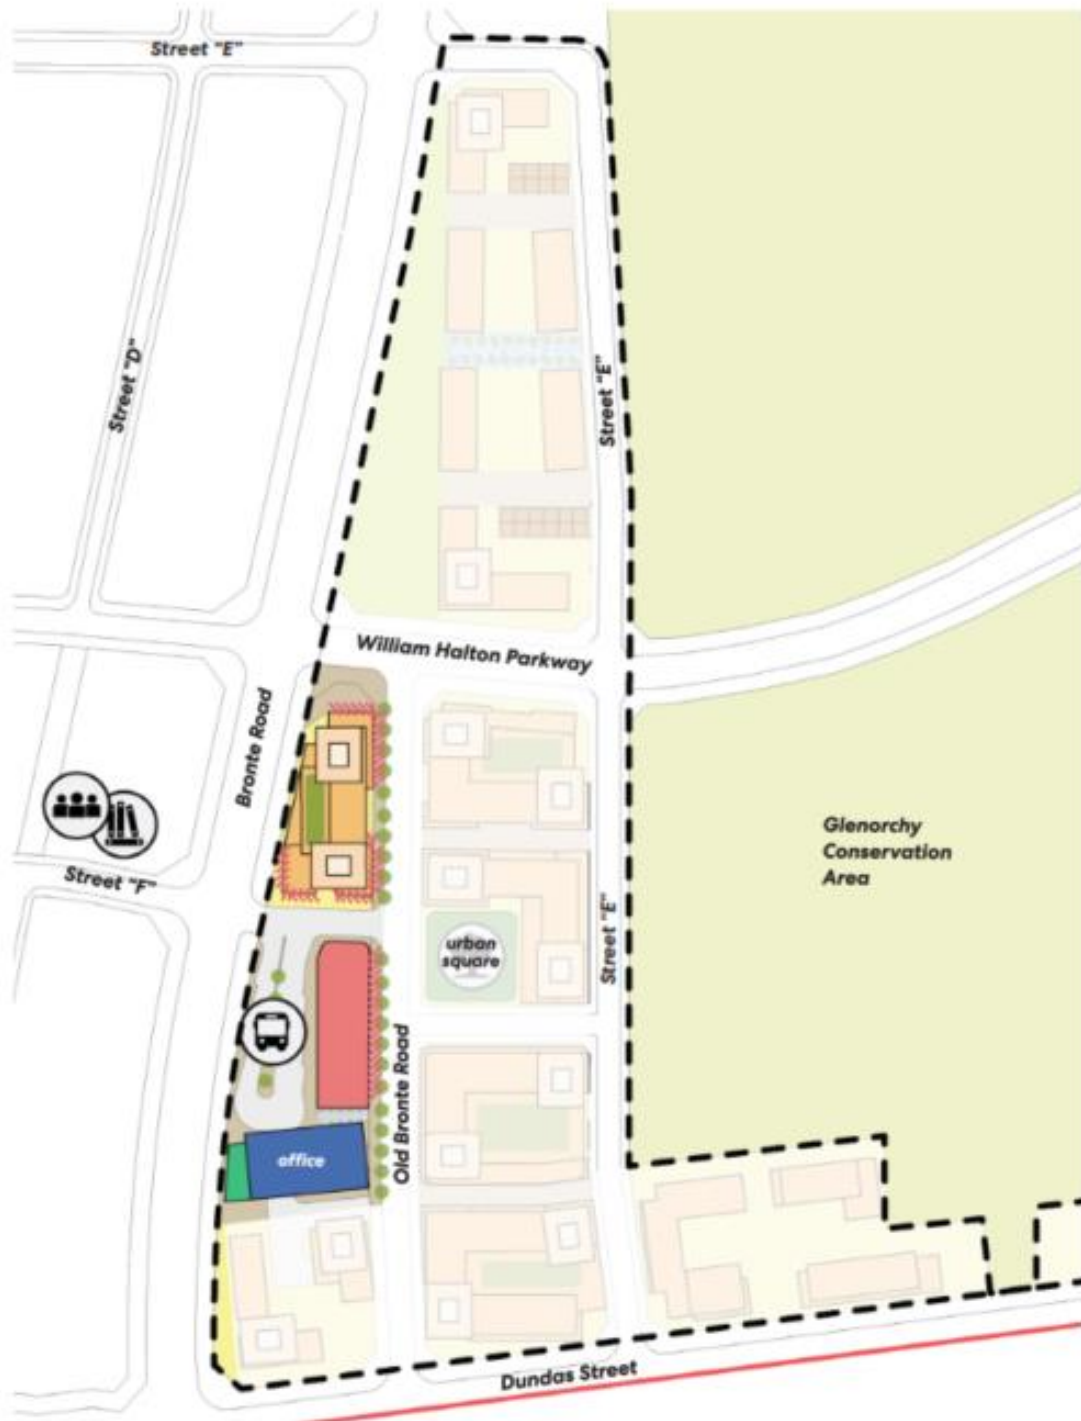 Street "E"
Street "D"
Street "E"
William Halton Parkway
Bronte Road
Glenorchy
Conservation
Area
Street "F"
Street "E"
urban
square
Old Bronte Road
office
Dundas Street